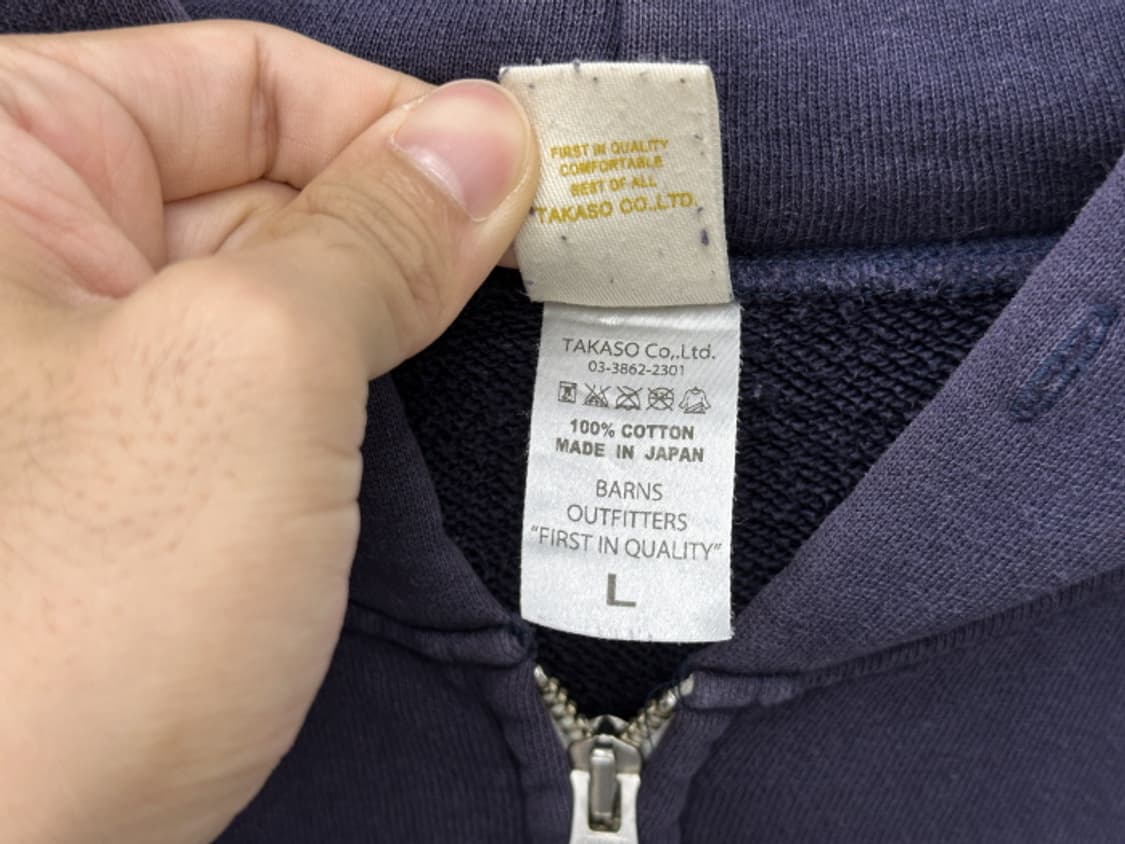 FIRST IN QUALITY
COMFORTABLE
BEST OF ALL
TAKASO CO.,LTD.
TAKASO Co,.Ltd.
03-3862-2301
100% COTTON
MADE IN JAPAN
BARNS
OUTFITTERS
"FIRST IN QUALITY"
L